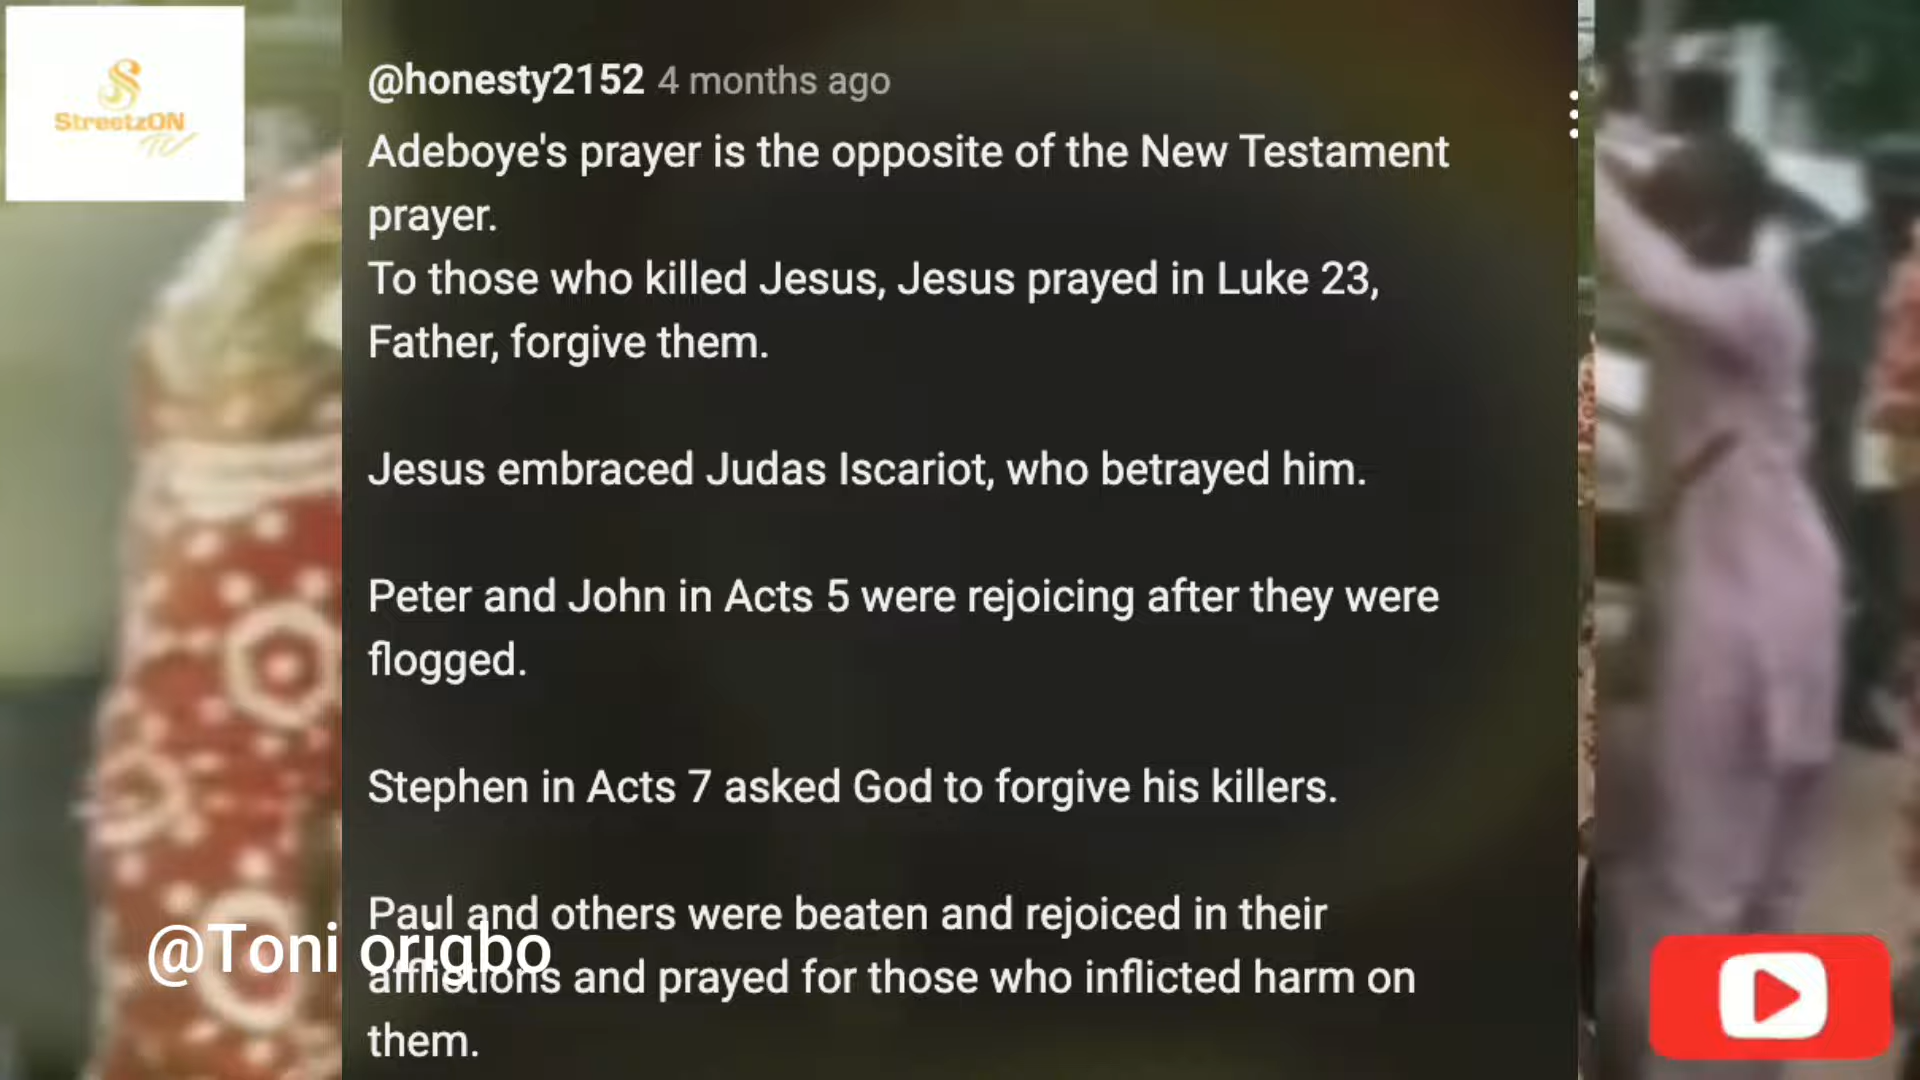 StreetzON
TV
@honesty2152 4 months ago
Adeboye's prayer is the opposite of the New Testament
prayer.
To those who killed Jesus, Jesus prayed in Luke 23,
Father, forgive them.
Jesus embraced Judas Iscariot, who betrayed him.
Peter and John in Acts 5 were rejoicing after they were
flogged.
Stephen in Acts 7 asked God to forgive his killers.
Paul and others were beaten and rejoiced in their
afflictions and prayed for those who inflicted harm on
them.
@Toni origbo